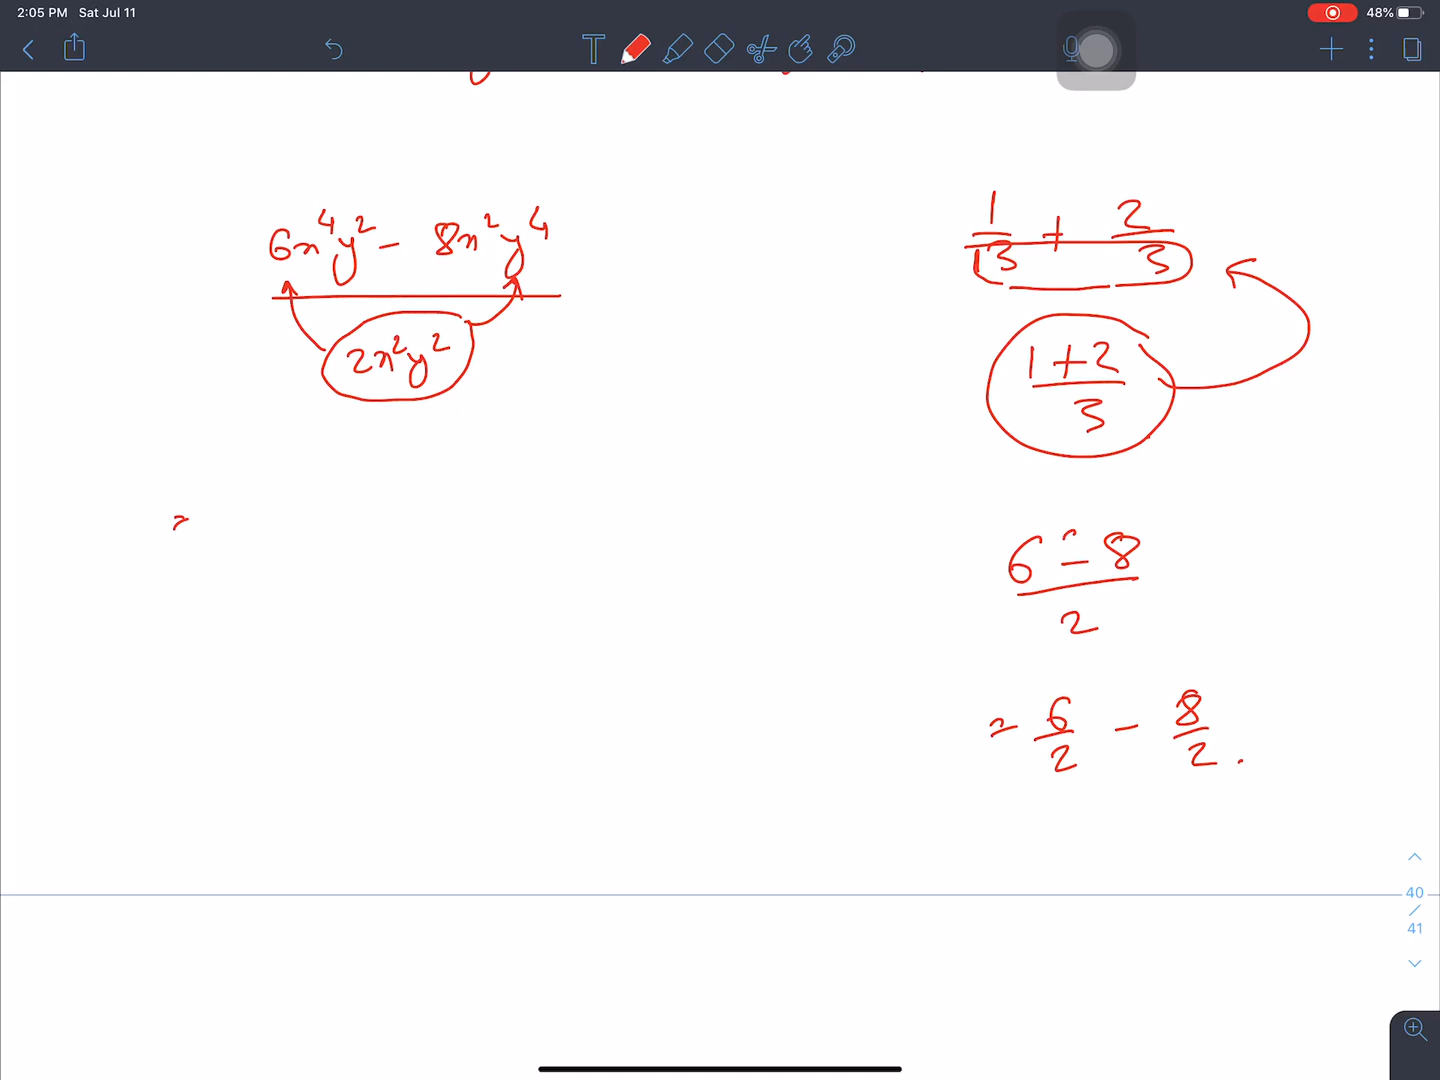 2:05 PM Sat Jul 11
48%
6x⁴y² - 8x²y⁴
2x²y²
=
1/3 + 2/3
1+2
3
6 - 8
2
= 6/2 - 8/2.
40
/
41